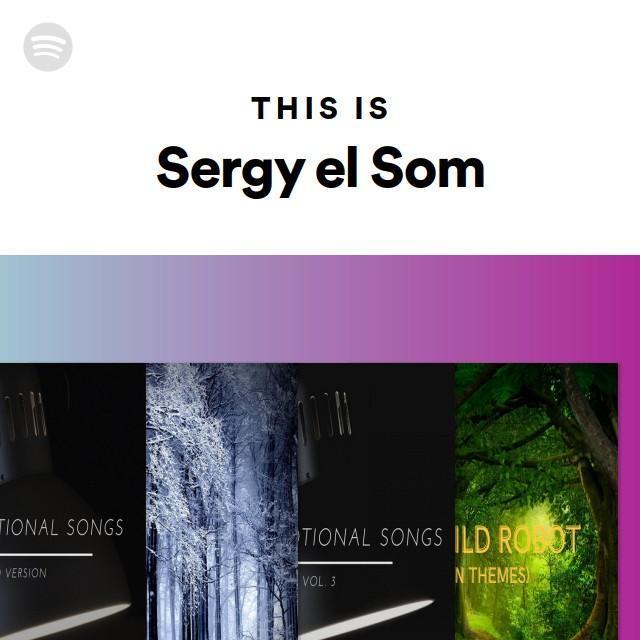 THIS IS
Sergy el Som
TIONAL SONGS
VERSION
TIONAL SONGS
VOL. 3
ILD ROBOT
N THEMES)